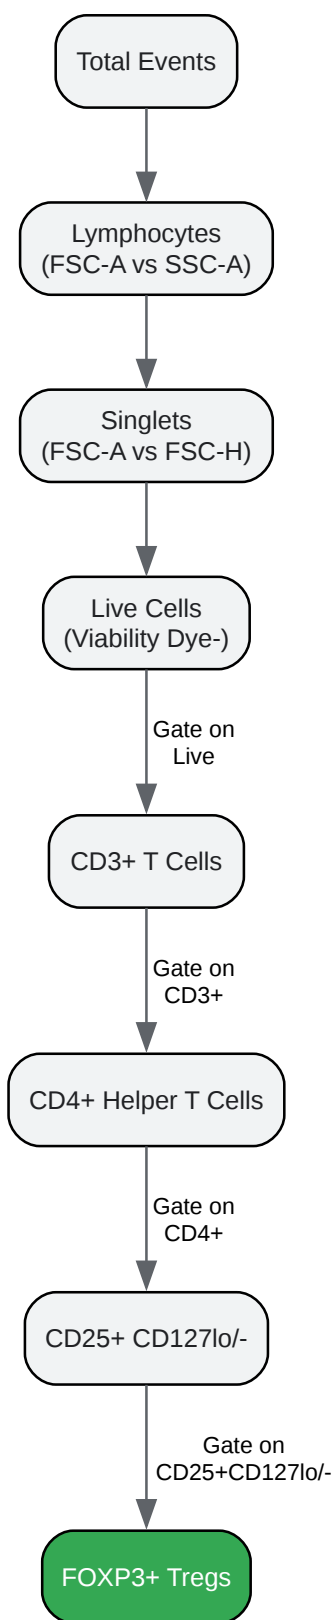 Total Events
Lymphocytes
(FSC-A vs SSC-A)
Singlets
(FSC-A vs FSC-H)
Live Cells
(Viability Dye-)
Gate on
Live
CD3+ T Cells
Gate on
CD3+
CD4+ Helper T Cells
Gate on
CD4+
CD25+ CD127lo/-
Gate on
CD25+CD127lo/-
FOXP3+ Tregs